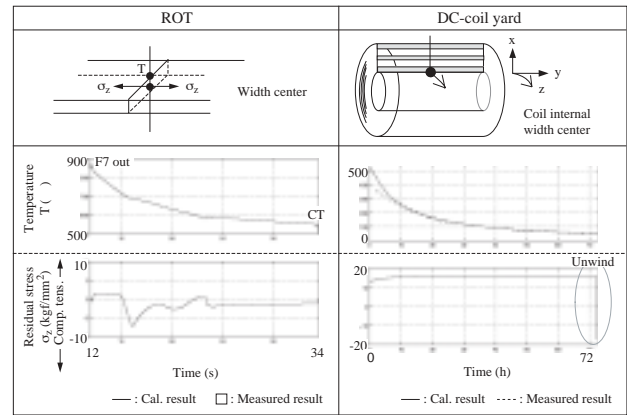 ROT
DC-coil yard
T
σz
σz
Width center
x
y
z
Coil internal
width center
Temperature
T ( )
900
F7 out
500
CT
500
0
Residual stress
σz (kgf/mm²)
Comp. tens.
10
-10
12
34
Time (s)
Unwind
20
-20
0
72
Time (h)
: Cal. result
: Measured result
: Cal. result
: Measured result